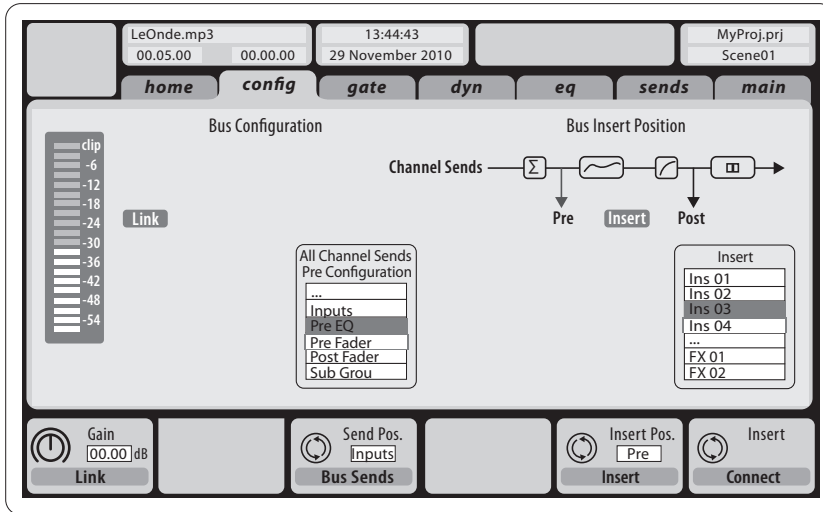 LeOnde.mp3
00.05.00 00.00.00
13:44:43
29 November 2010
MyProj.prj
Scene01
home config gate dyn eq sends main
Bus Configuration
Bus Insert Position
clip
-6
-12
-18
-24
-30
-36
-42
-48
-54
Link
Channel Sends
Σ
Pre Insert Post
All Channel Sends
Pre Configuration
...
Inputs
Pre EQ
Pre Fader
Post Fader
Sub Grou
Insert
Ins 01
Ins 02
Ins 03
Ins 04
...
FX 01
FX 02
Gain
00.00 dB
Link
Send Pos.
Inputs
Bus Sends
Insert Pos.
Pre
Insert
Insert
Connect